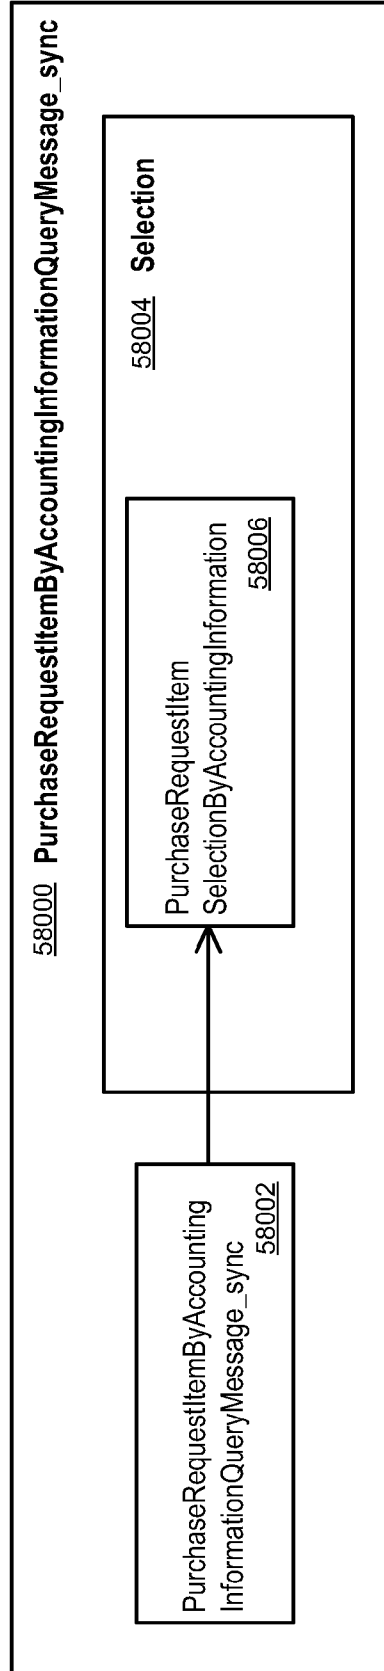 58000 PurchaseRequestItemByAccountingInformationQueryMessage_sync
58004 Selection
PurchaseRequestItemByAccounting
InformationQueryMessage_sync
58002
PurchaseRequestItem
SelectionByAccountingInformation
58006